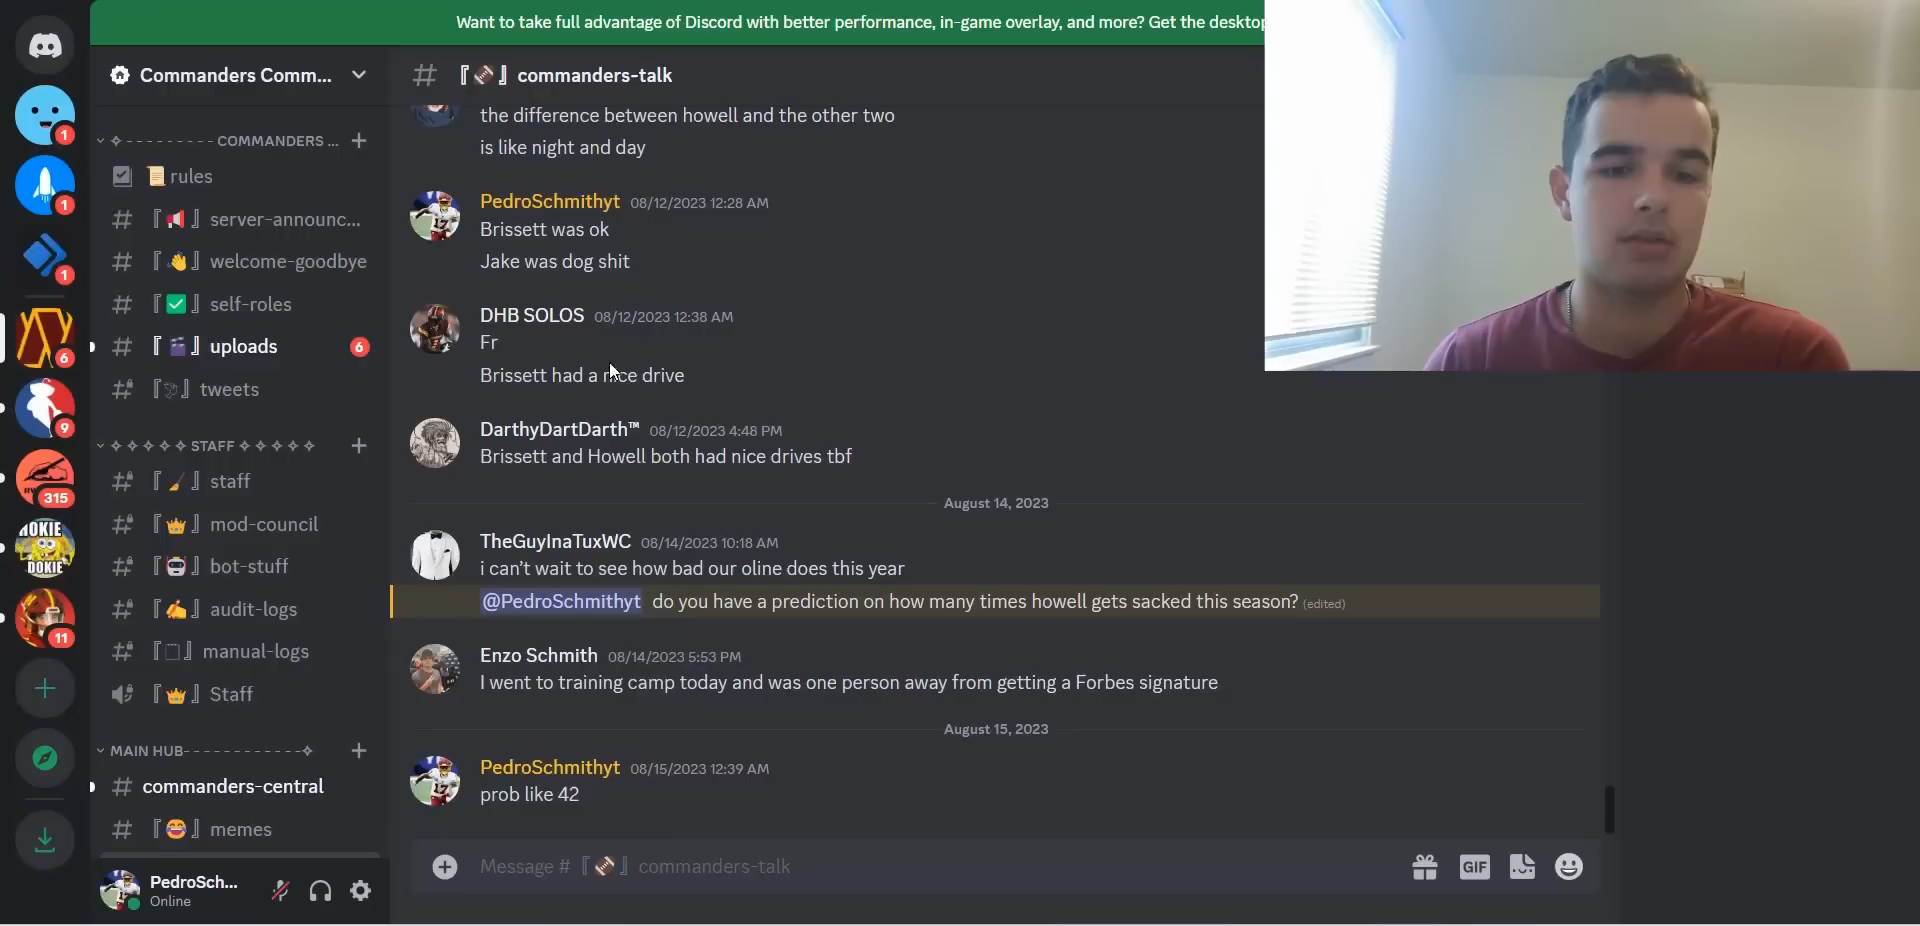 Want to take full advantage of Discord with better performance, in-game overlay, and more? Get the desktop
Commanders Comm...
COMMANDERS ...
rules
server-announc...
welcome-goodbye
self-roles
uploads
6
tweets
STAFF
staff
mod-council
bot-stuff
audit-logs
manual-logs
Staff
MAIN HUB
commanders-central
memes
PedroSch...
Online
1
1
1
6
9
315
HOKIE
DOKIE
11
commanders-talk
the difference between howell and the other two
is like night and day
PedroSchmithyt 08/12/2023 12:28 AM
Brissett was ok
Jake was dog shit
DHB SOLOS 08/12/2023 12:38 AM
Fr
Brissett had a nice drive
DarthyDartDarth™ 08/12/2023 4:48 PM
Brissett and Howell both had nice drives tbf
August 14, 2023
TheGuyInaTuxWC 08/14/2023 10:18 AM
i can't wait to see how bad our oline does this year
@PedroSchmithyt do you have a prediction on how many times howell gets sacked this season? (edited)
Enzo Schmith 08/14/2023 5:53 PM
I went to training camp today and was one person away from getting a Forbes signature
August 15, 2023
PedroSchmithyt 08/15/2023 12:39 AM
prob like 42
Message # 『🏈』 commanders-talk
GIF